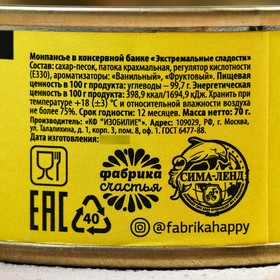 Монпансье в консервной банке «Экстремальные сладости»
Состав: сахар-песок, патока крахмальная, регулятор кислотности
(Е330), ароматизаторы: «Ванильный», «Фруктовый». Пищевая
ценность в 100 г продукта: углеводы – 99,7 г. Энергетическая
ценность в 100 г продукта: 398,9 ккал/1694,9 кДж. Хранить при
температуре +18 (±3) °С и относительной влажности воздуха
не более 75%. Срок годности: 12 месяцев. Масса нетто: 70 г.
Производитель: «КФ "ИЗОБИЛИЕ"». Адрес: 109029, РФ, г. Москва,
ул. Талалихина, д. 1, корп. 3, пом. 8, оф. 1. ГОСТ 6477-88.
Дата изготовления:
фабрика
счастья
СИМА-ЛЕНД
EAC
40
@fabrikahappy